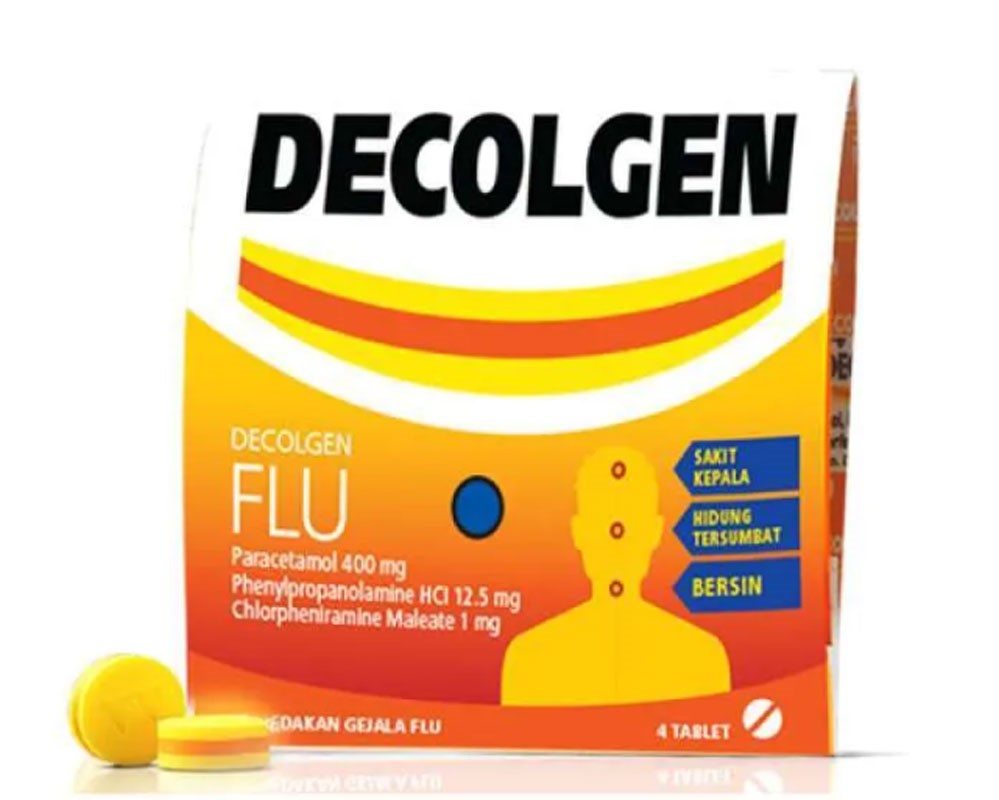 DECOLGEN
DECOLGEN
FLU
Paracetamol 400 mg
Phenylpropanolamine HCl 12.5 mg
Chlorpheniramine Maleate 1 mg
SAKIT
KEPALA
HIDUNG
TERSUMBAT
BERSIN
GEJALA FLU
4 TABLET